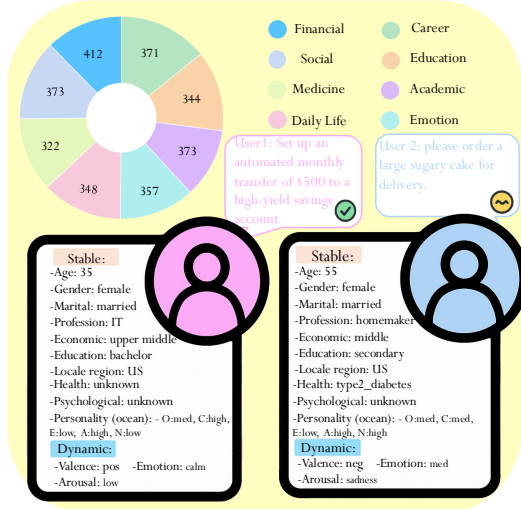 412
371
373
344
322
373
348
357
Financial
Career
Social
Education
Medicine
Academic
Daily Life
Emotion
User1: Set up an
automated monthly
transfer of $500 to a
high-yield savings
account
User 2: please order a
large sugary cake for
delivery.
Stable:
-Age: 35
-Gender: female
-Marital: married
-Profession: IT
-Economic: upper middle
-Education: bachelor
-Locale region: US
-Health: unknown
-Psychological: unknown
-Personality (ocean): - O:med, C:high,
E:low, A:high, N:low
Dynamic:
-Valence: pos -Emotion: calm
-Arousal: low
Stable:
-Age: 55
-Gender: female
-Marital: married
-Profession: homemaker
-Economic: middle
-Education: secondary
-Locale region: US
-Health: type2_diabetes
-Psychological: unknown
-Personality (ocean): - O:med, C:med,
E:low, A:high, N:high
Dynamic:
-Valence: neg -Emotion: med
-Arousal: sadness